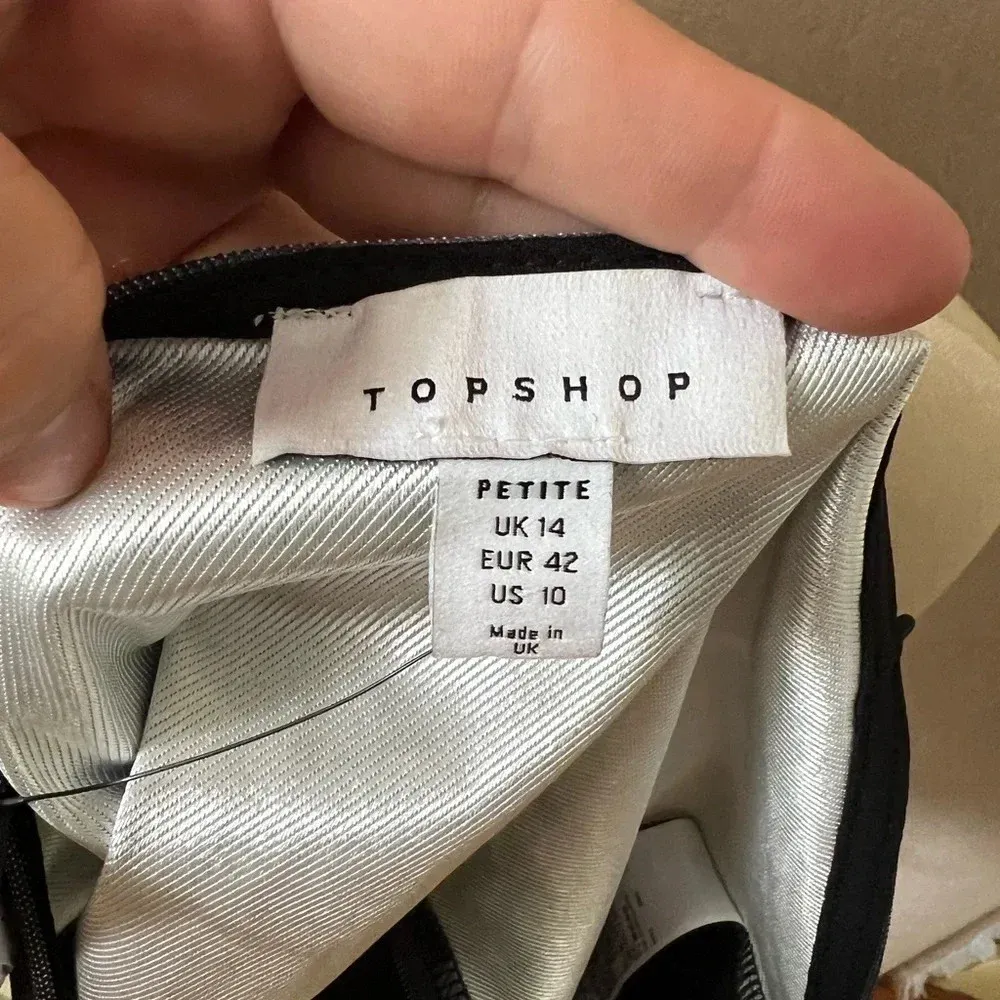 TOPSHOP
PETITE
UK 14
EUR 42
US 10
Made in
UK